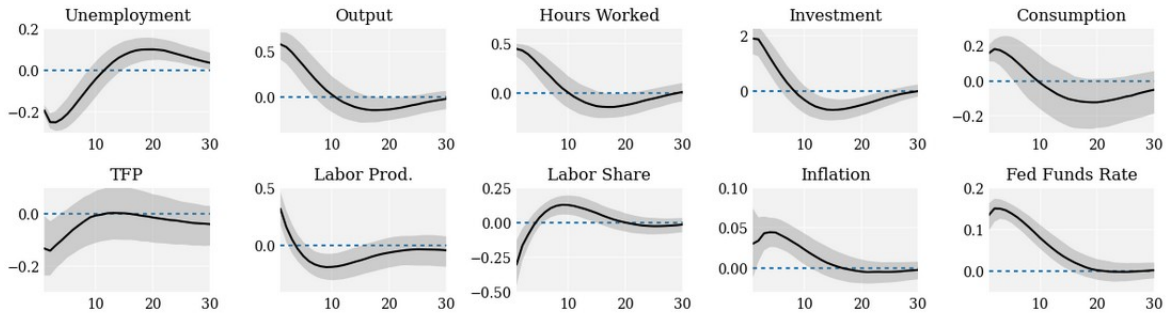 Unemployment Output Hours Worked Investment Consumption
0.2 0.5 0.5 2 0.2
0.0 0.0 0.0 0 0.0
−0.2 −0.2
10 20 30 10 20 30 10 20 30 10 20 30 10 20 30
TFP Labor Prod. Labor Share Inflation Fed Funds Rate
0.0 0.5 0.25 0.10 0.2
−0.2 0.0 0.00 0.05 0.1
−0.25 0.00 0.0
−0.50
10 20 30 10 20 30 10 20 30 10 20 30 10 20 30